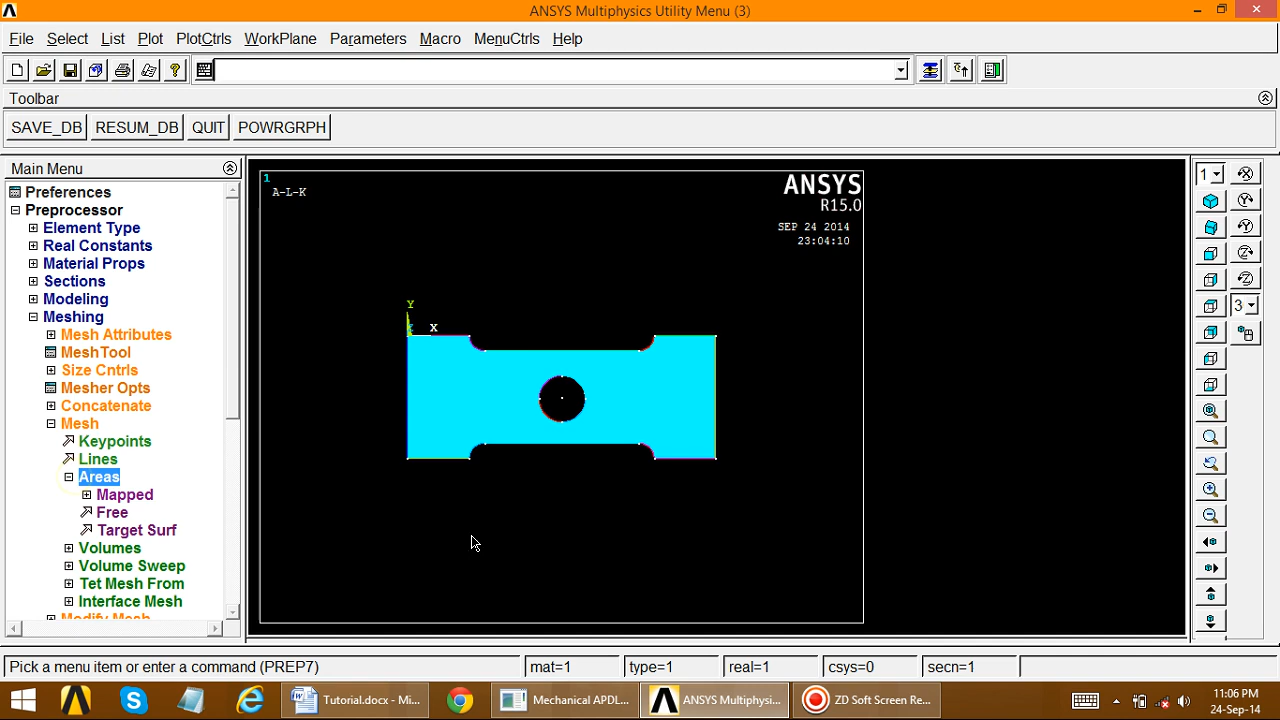 ANSYS Multiphysics Utility Menu (3)
File Select List Plot PlotCtrls WorkPlane Parameters Macro MenuCtrls Help
Toolbar
SAVE_DB RESUM_DB QUIT POWRGRPH
Main Menu
Preferences
Preprocessor
Element Type
Real Constants
Material Props
Sections
Modeling
Meshing
Mesh Attributes
MeshTool
Size Cntrls
Mesher Opts
Concatenate
Mesh
Keypoints
Lines
Areas
Mapped
Free
Target Surf
Volumes
Volume Sweep
Tet Mesh From
Interface Mesh
Modify Mesh
1
A-L-K
ANSYS
R15.0
SEP 24 2014
23:04:10
Y
X
1
3
Pick a menu item or enter a command (PREP7) mat=1 type=1 real=1 csys=0 secn=1
Tutorial.docx - Mi... Mechanical APDL... ANSYS Multiphysi... ZD Soft Screen Re... 11:06 PM
24-Sep-14